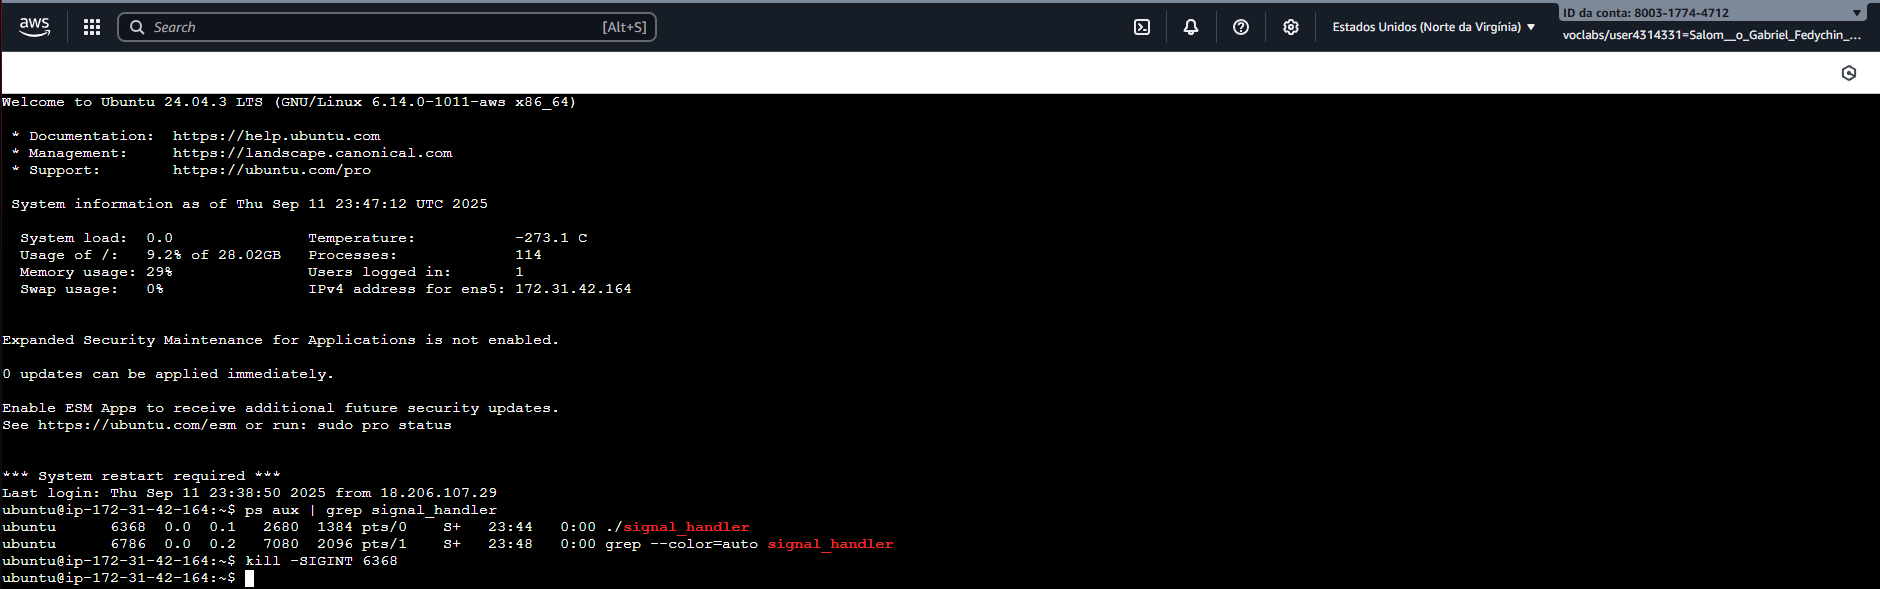 aws
Search [Alt+S]
Estados Unidos (Norte da Virgínia)
ID da conta: 8003-1774-4712
voclabs/user4314331=Salom__o_Gabriel_Fedychin_...
Welcome to Ubuntu 24.04.3 LTS (GNU/Linux 6.14.0-1011-aws x86_64)
* Documentation: https://help.ubuntu.com
* Management: https://landscape.canonical.com
* Support: https://ubuntu.com/pro
System information as of Thu Sep 11 23:47:12 UTC 2025
System load: 0.0 Temperature: -273.1 C
Usage of /: 9.2% of 28.02GB Processes: 114
Memory usage: 29% Users logged in: 1
Swap usage: 0% IPv4 address for ens5: 172.31.42.164
Expanded Security Maintenance for Applications is not enabled.
0 updates can be applied immediately.
Enable ESM Apps to receive additional future security updates.
See https://ubuntu.com/esm or run: sudo pro status
*** System restart required ***
Last login: Thu Sep 11 23:38:50 2025 from 18.206.107.29
ubuntu@ip-172-31-42-164:~$ ps aux | grep signal_handler
ubuntu 6368 0.0 0.1 2680 1384 pts/0 S+ 23:44 0:00 ./signal_handler
ubuntu 6786 0.0 0.2 7080 2096 pts/1 S+ 23:48 0:00 grep --color=auto signal_handler
ubuntu@ip-172-31-42-164:~$ kill -SIGINT 6368
ubuntu@ip-172-31-42-164:~$